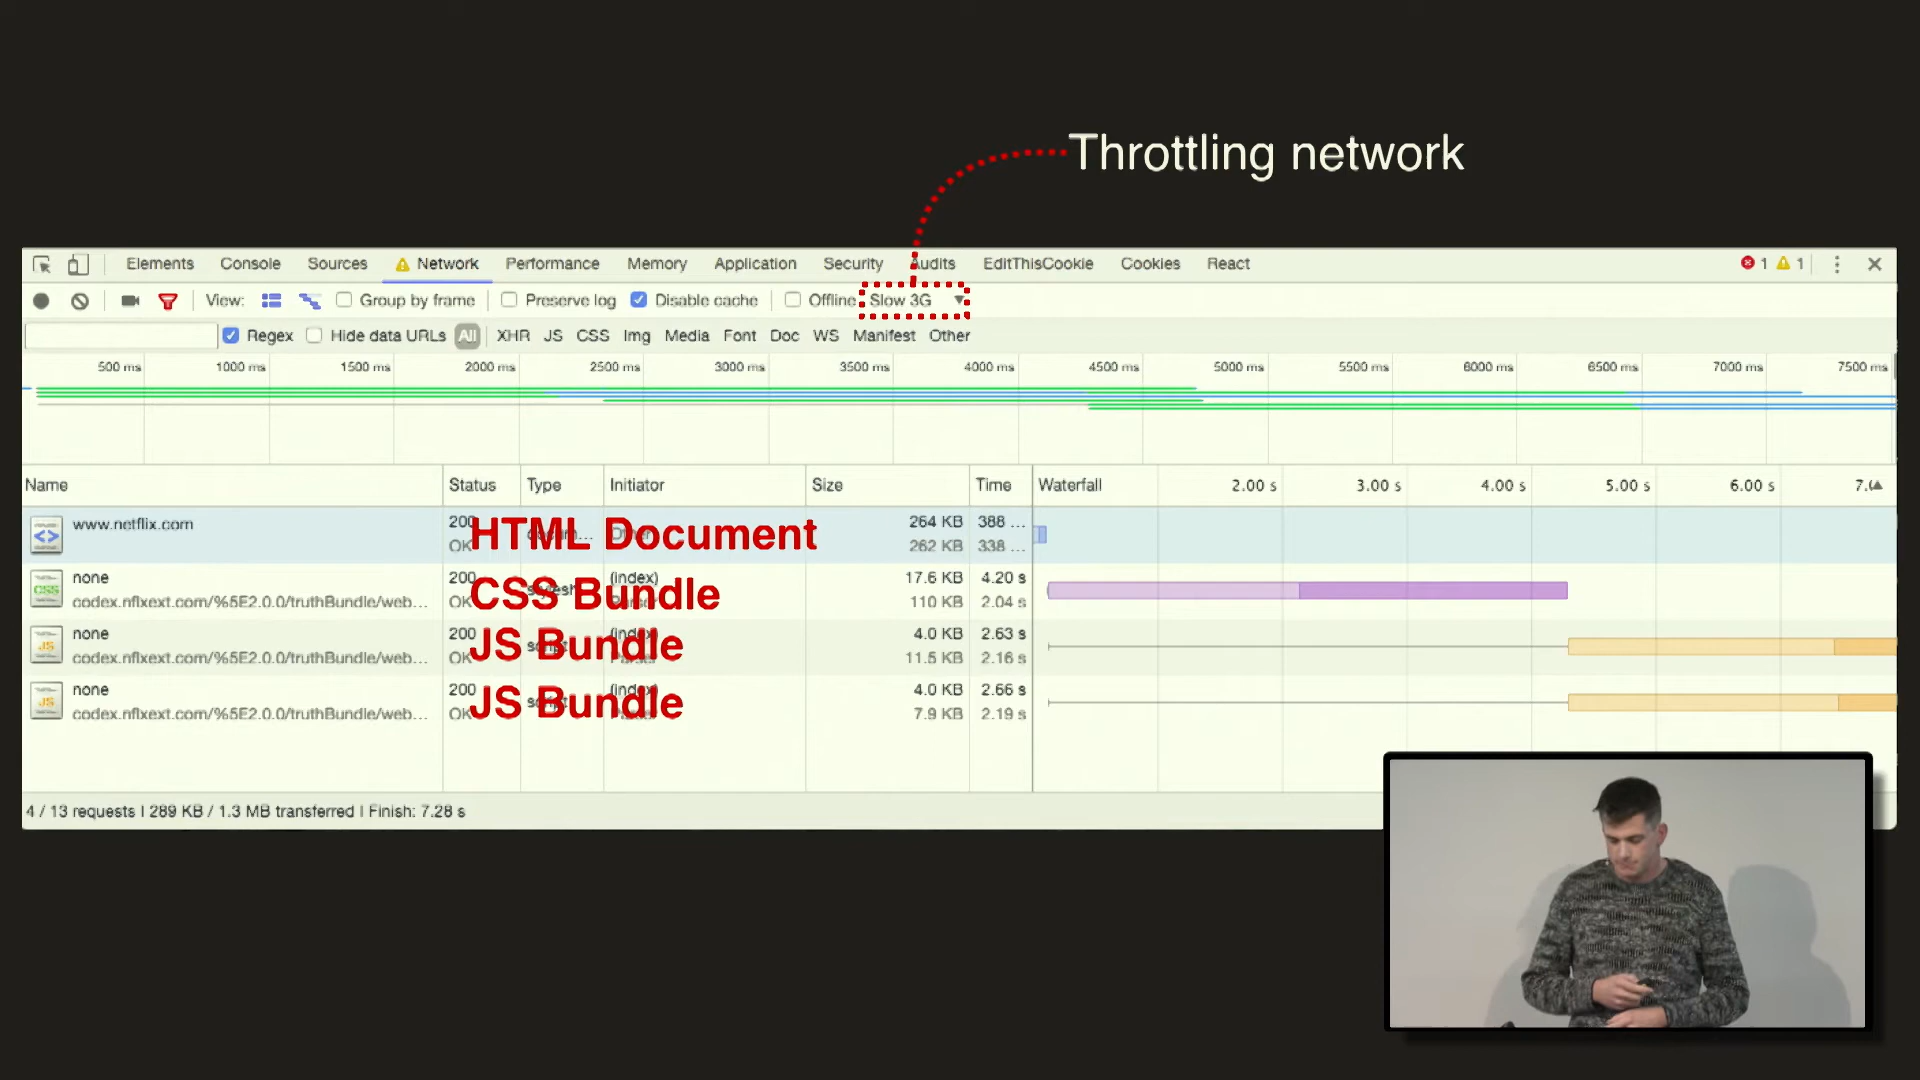 Throttling network
Elements Console Sources Network Performance Memory Application Security Audits EditThisCookie Cookies React 1 1
View: Group by frame Preserve log Disable cache Offline Slow 3G
Regex Hide data URLs All XHR JS CSS Img Media Font Doc WS Manifest Other
500 ms 1000 ms 1500 ms 2000 ms 2500 ms 3000 ms 3500 ms 4000 ms 4500 ms 5000 ms 5500 ms 6000 ms 6500 ms 7000 ms 7500 ms
Name Status Type Initiator Size Time Waterfall 2.00 s 3.00 s 4.00 s 5.00 s 6.00 s 7.0
www.netflix.com 200 264 KB 388 ...
HTML Document
OK 262 KB 338 ...
none 200 (index) 17.6 KB 4.20 s
CSS Bundle
codex.nflxext.com/%5E2.0.0/truthBundle/web... OK 110 KB 2.04 s
none 200 (index) 4.0 KB 2.63 s
JS Bundle
codex.nflxext.com/%5E2.0.0/truthBundle/web... OK 11.5 KB 2.16 s
none 200 (index) 4.0 KB 2.66 s
JS Bundle
codex.nflxext.com/%5E2.0.0/truthBundle/web... OK 7.9 KB 2.19 s
4 / 13 requests | 289 KB / 1.3 MB transferred | Finish: 7.28 s